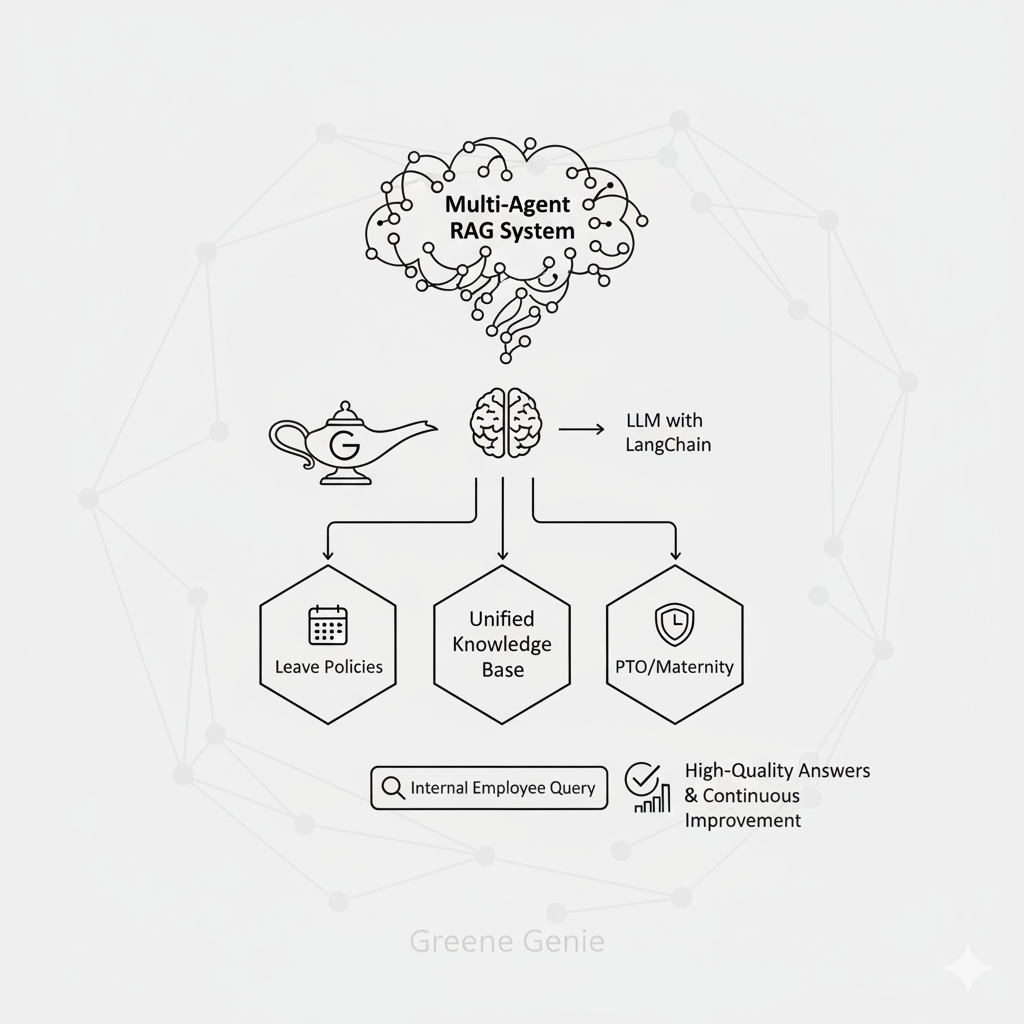 Multi-Agent
RAG System
G
LLM with
LangChain
Leave Policies
Unified
Knowledge
Base
PTO/Maternity
Internal Employee Query
High-Quality Answers
& Continuous
Improvement
Greene Genie